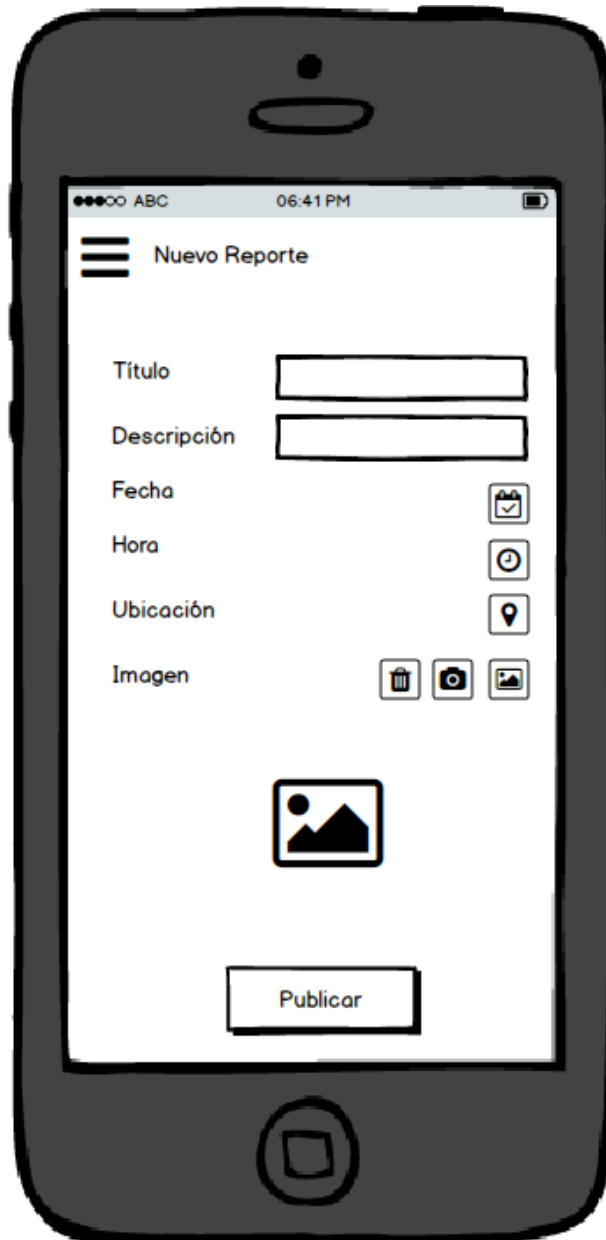 ABC 06:41 PM
Nuevo Reporte
Título
Descripción
Fecha
Hora
Ubicación
Imagen
Publicar